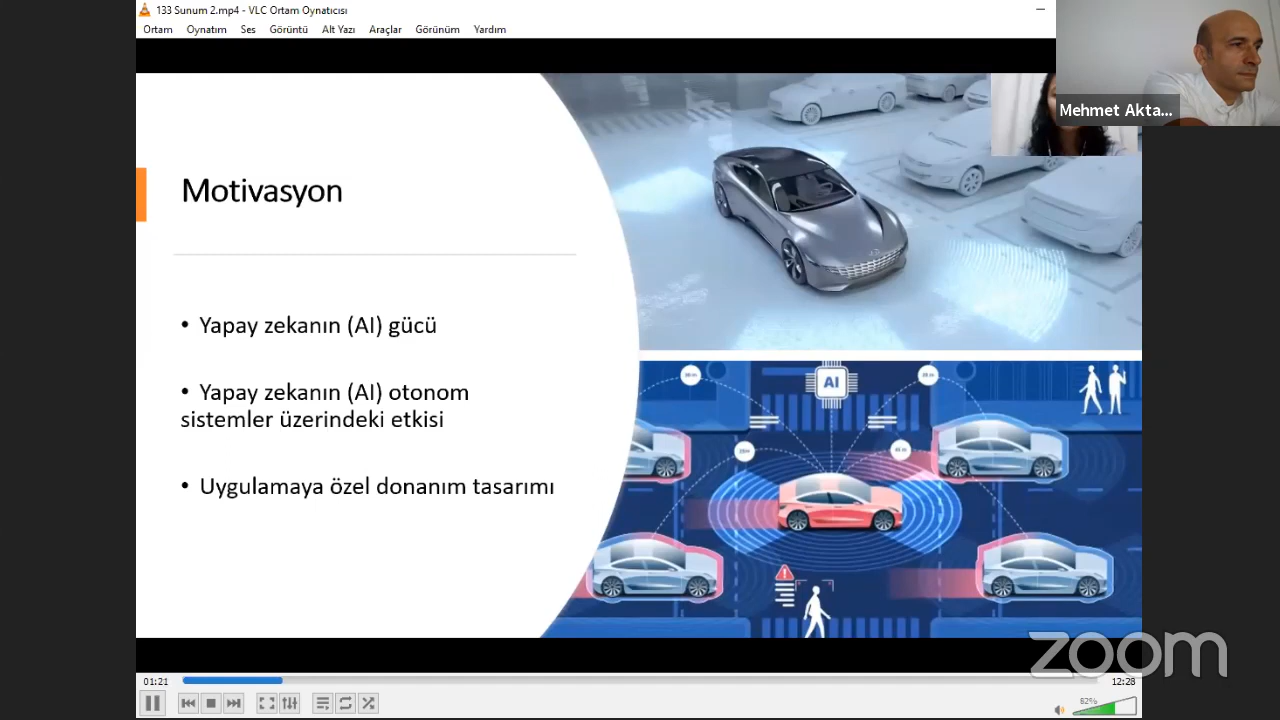 133 Sunum 2.mp4 - VLC Ortam Oynatıcısı
Ortam Oynatım Ses Görüntü Alt Yazı Araçlar Görünüm Yardım
Mehmet Akta...
Motivasyon
• Yapay zekanın (AI) gücü
• Yapay zekanın (AI) otonom
sistemler üzerindeki etkisi
• Uygulamaya özel donanım tasarımı
AI
zoom
01:21
12:28
82%